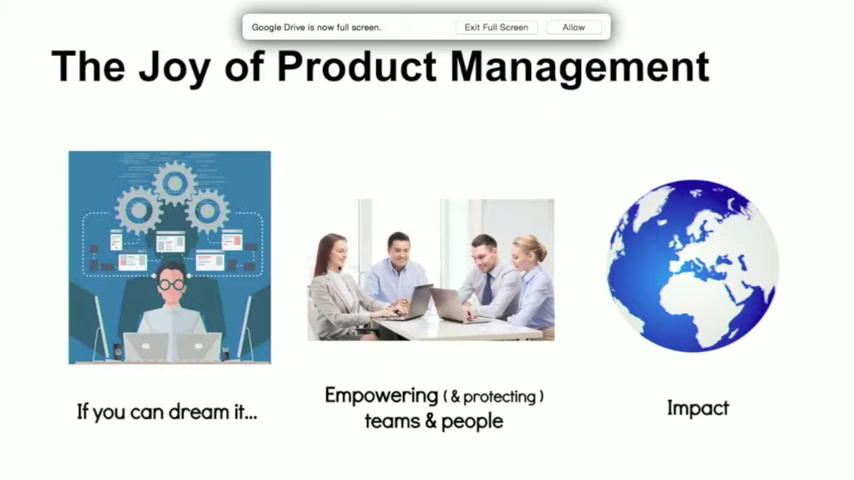 Google Drive is now full screen.
Exit Full Screen
Allow
The Joy of Product Management
If you can dream it...
Empowering ( & protecting )
teams & people
Impact